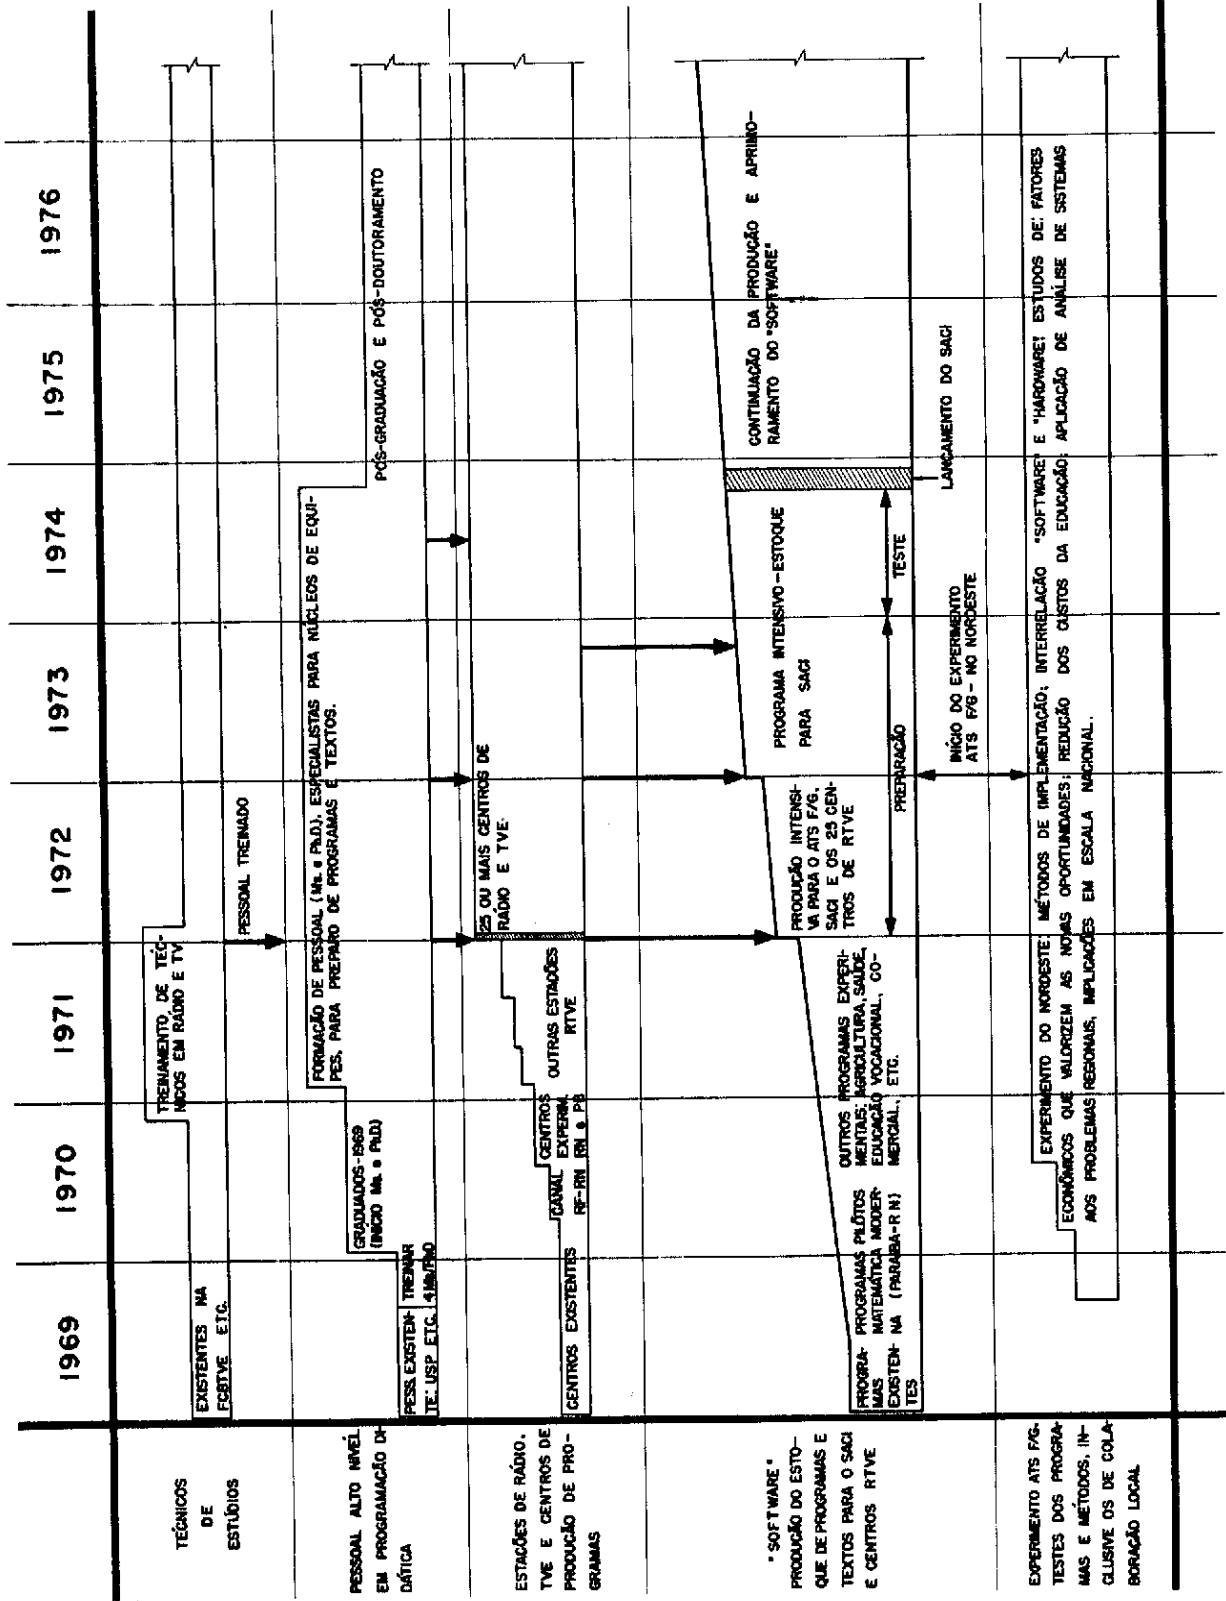 1969
1970
1971
1972
1973
1974
1975
1976
TÉCNICOS
DE
ESTÚDIOS
EXISTENTES NA
FCBTVE ETC.
TREINAMENTO DE TÉC-
NICOS EM RÁDIO E TV
PESSOAL TREINADO
PESSOAL ALTO NÍVEL
EM PROGRAMAÇÃO DI-
DÁTICA
PESS. EXISTEN-
TE: USP ETC.
TREINAR
4 Ms/PhD
GRADUADOS-1969
(INÍCIO Ms. e Ph.D.)
FORMAÇÃO DE PESSOAL (Ms. e Ph.D.), ESPECIALISTAS PARA NÚCLEOS DE EQUI-
PES, PARA PREPARO DE PROGRAMAS E TEXTOS.
PÓS-GRADUAÇÃO E PÓS-DOUTORAMENTO
ESTAÇÕES DE RÁDIO,
TVE E CENTROS DE
PRODUÇÃO DE PRO-
GRAMAS
CENTROS EXISTENTES
CANAL
RF-RN
CENTROS
EXPERIM.
RN e PB
OUTRAS ESTAÇÕES
RTVE
25 OU MAIS CENTROS DE
RÁDIO E TVE
"SOFTWARE"
PRODUÇÃO DO ESTO-
QUE DE PROGRAMAS E
TEXTOS PARA O SACI
E CENTROS RTVE
PROGRA-
MAS
EXISTEN-
TES
PROGRAMAS PILÔTOS
MATEMÁTICA MODER-
NA (PARAIBA-RN)
OUTROS PROGRAMAS EXPERI-
MENTAIS: AGRICULTURA, SAÚDE,
EDUCAÇÃO VOCACIONAL, CO-
MERCIAL, ETC.
PRODUÇÃO INTENSI-
VA PARA O ATS F/G,
SACI E OS 25 CEN-
TROS DE RTVE
PROGRAMA INTENSIVO-ESTOQUE
PARA SACI
CONTINUAÇÃO DA PRODUÇÃO E APRIMO-
RAMENTO DO "SOFTWARE"
PREPARAÇÃO
TESTE
LANÇAMENTO DO SACI
INÍCIO DO EXPERIMENTO
ATS F/G - NO NORDESTE
EXPERIMENTO ATS F/G.
TESTES DOS PROGRA-
MAS E MÉTODOS, IN-
CLUSIVE OS DE COLA-
BORAÇÃO LOCAL
EXPERIMENTO DO NORDESTE: MÉTODOS DE IMPLEMENTAÇÃO; INTERRELAÇÃO "SOFTWARE" E "HARDWARE"; ESTUDOS DE: FATORES
ECONÔMICOS QUE VALORIZEM AS NOVAS OPORTUNIDADES; REDUÇÃO DOS CUSTOS DA EDUCAÇÃO; APLICAÇÃO DE ANÁLISE DE SISTEMAS
AOS PROBLEMAS REGIONAIS, IMPLICAÇÕES EM ESCALA NACIONAL.